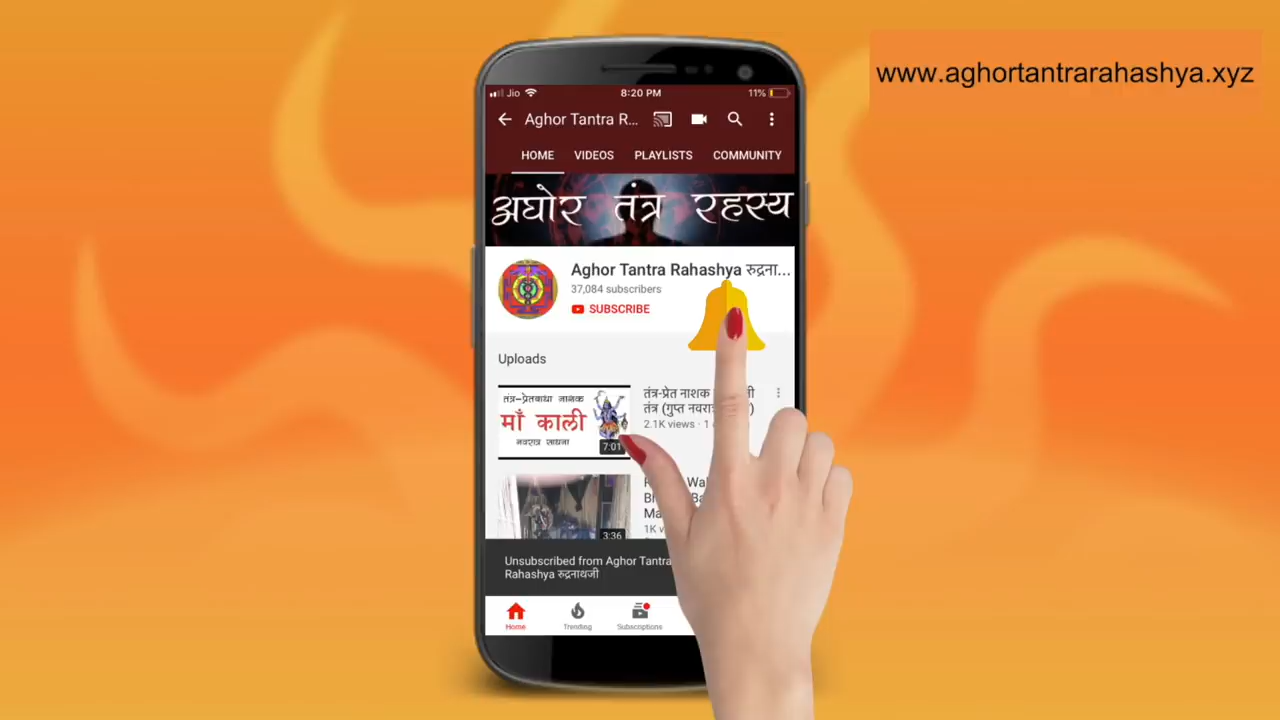 www.aghortantrarahashya.xyz
Jio 8:20 PM 11%
Aghor Tantra R...
HOME VIDEOS PLAYLISTS COMMUNITY
अघोर तंत्र रहस्य
Aghor Tantra Rahashya रुद्रना...
37,084 subscribers
SUBSCRIBE
Uploads
तंत्र-प्रेतबाधा नाशक
माँ काली
नवरात्र साधना
7:01
तंत्र-प्रेत नाशक
तंत्र (गुप्त
2.1K views
3:36
Unsubscribed from Aghor Tantra
Rahashya रुद्रनाथजी
Home Trending Subscriptions